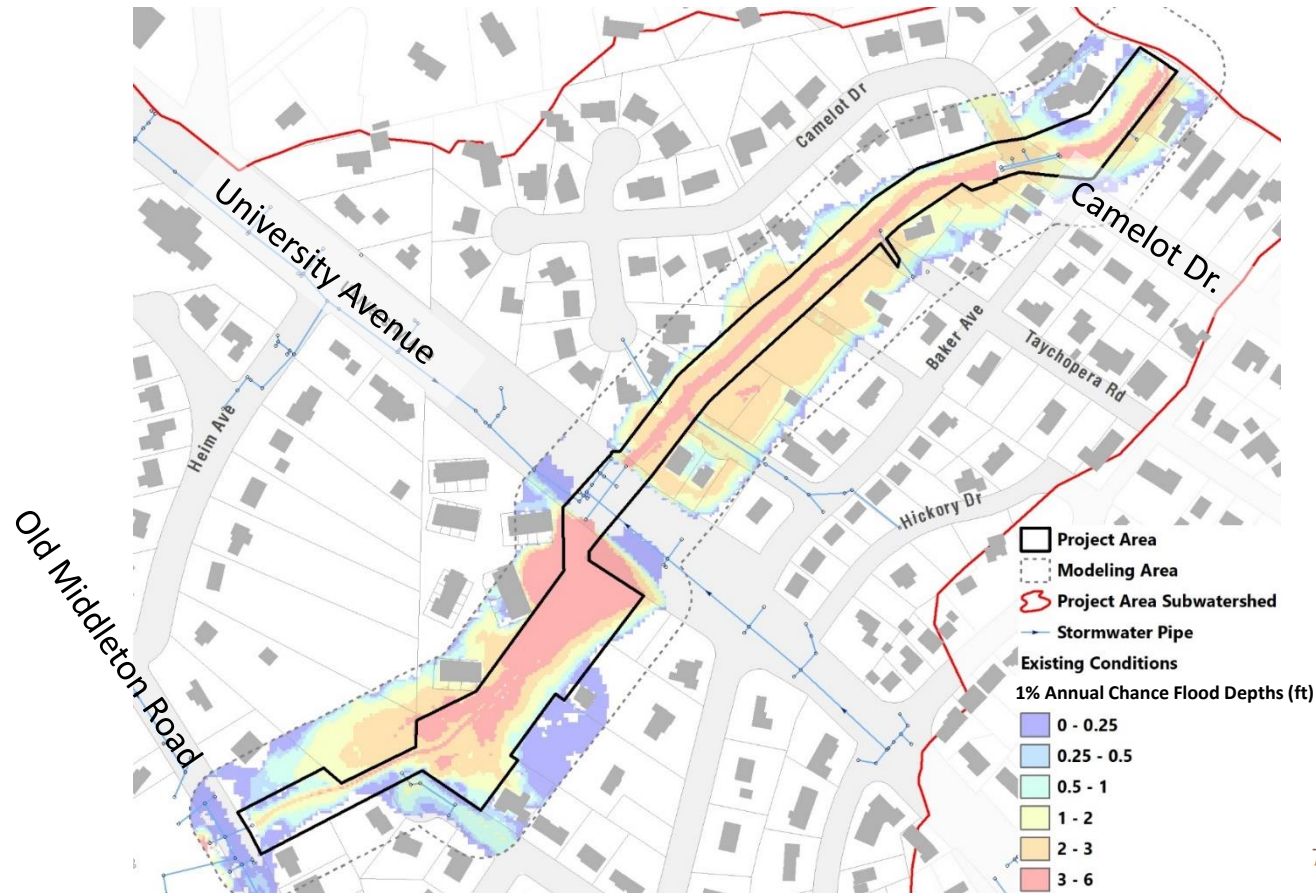 Camelot Dr
University Avenue
Camelot Dr.
Baker Ave
Taychopera Rd
Heim Ave
Hickory Dr
Old Middleton Road
Project Area
Modeling Area
Project Area Subwatershed
Stormwater Pipe
Existing Conditions
1% Annual Chance Flood Depths (ft)
0 - 0.25
0.25 - 0.5
0.5 - 1
1 - 2
2 - 3
3 - 6